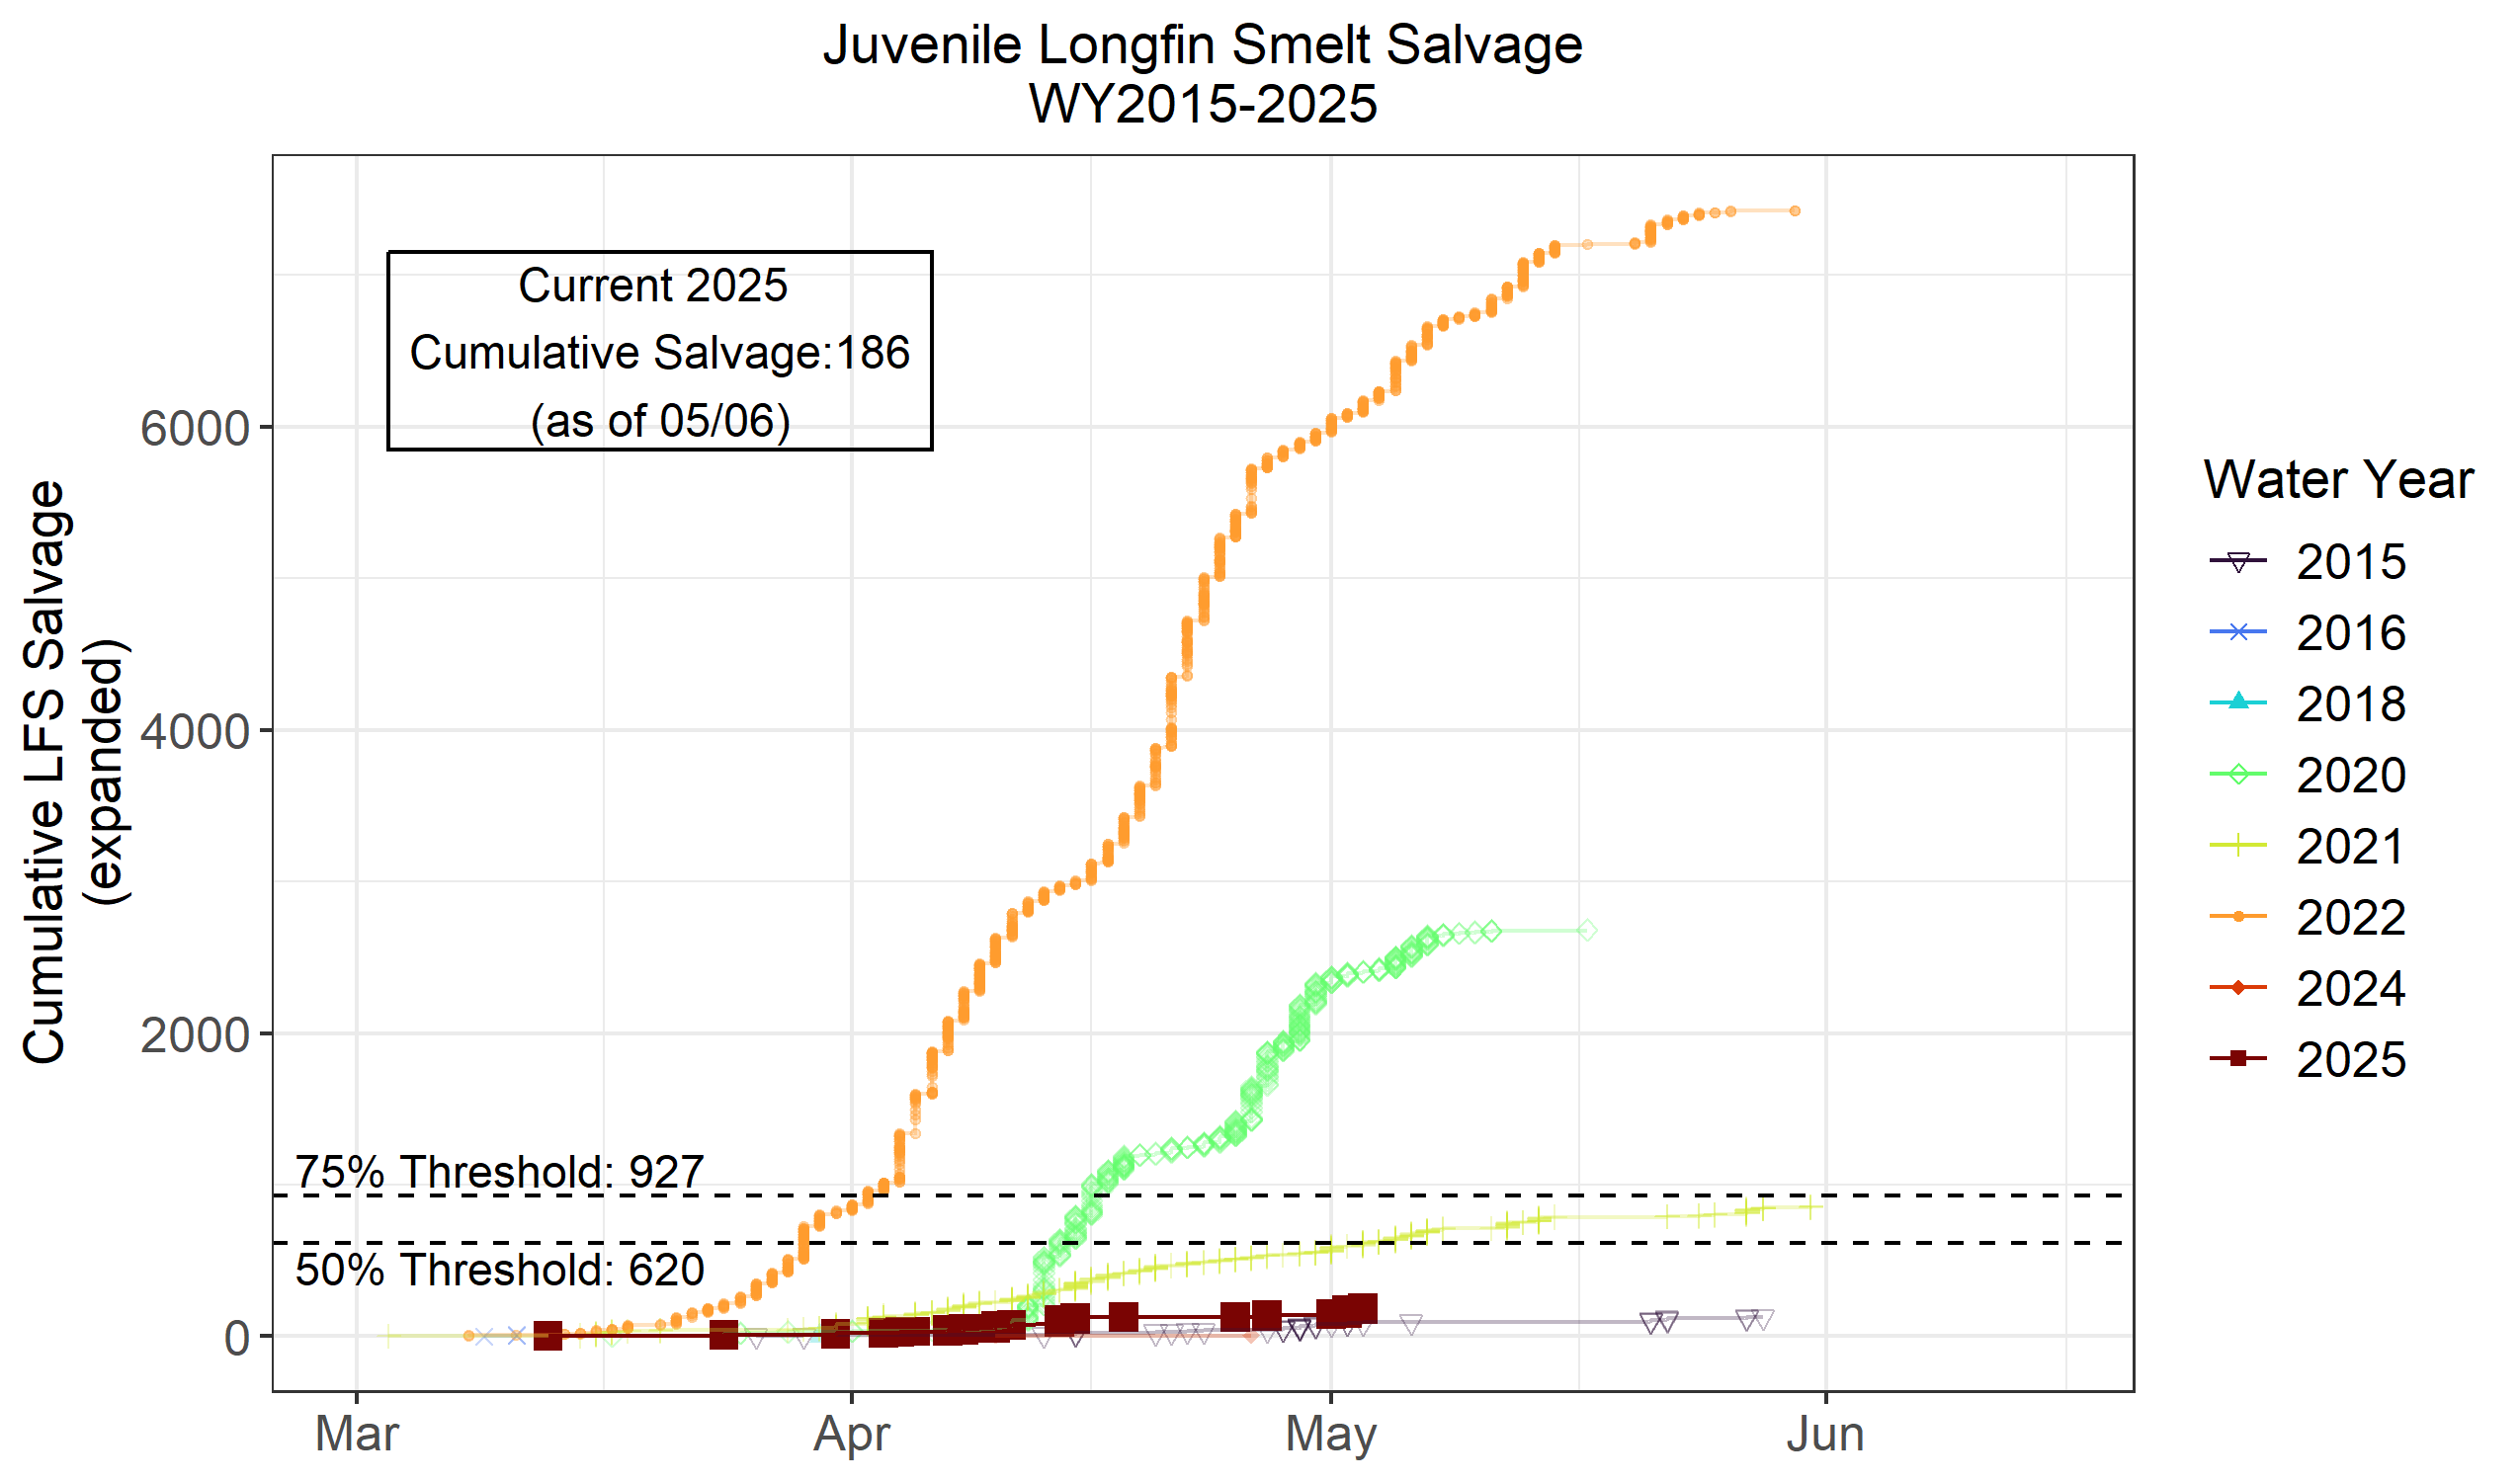 Juvenile Longfin Smelt Salvage
WY2015-2025
Cumulative LFS Salvage
(expanded)
6000
4000
2000
0
Current 2025
Cumulative Salvage:186
(as of 05/06)
75% Threshold: 927
50% Threshold: 620
Mar
Apr
May
Jun
Water Year
2015
2016
2018
2020
2021
2022
2024
2025